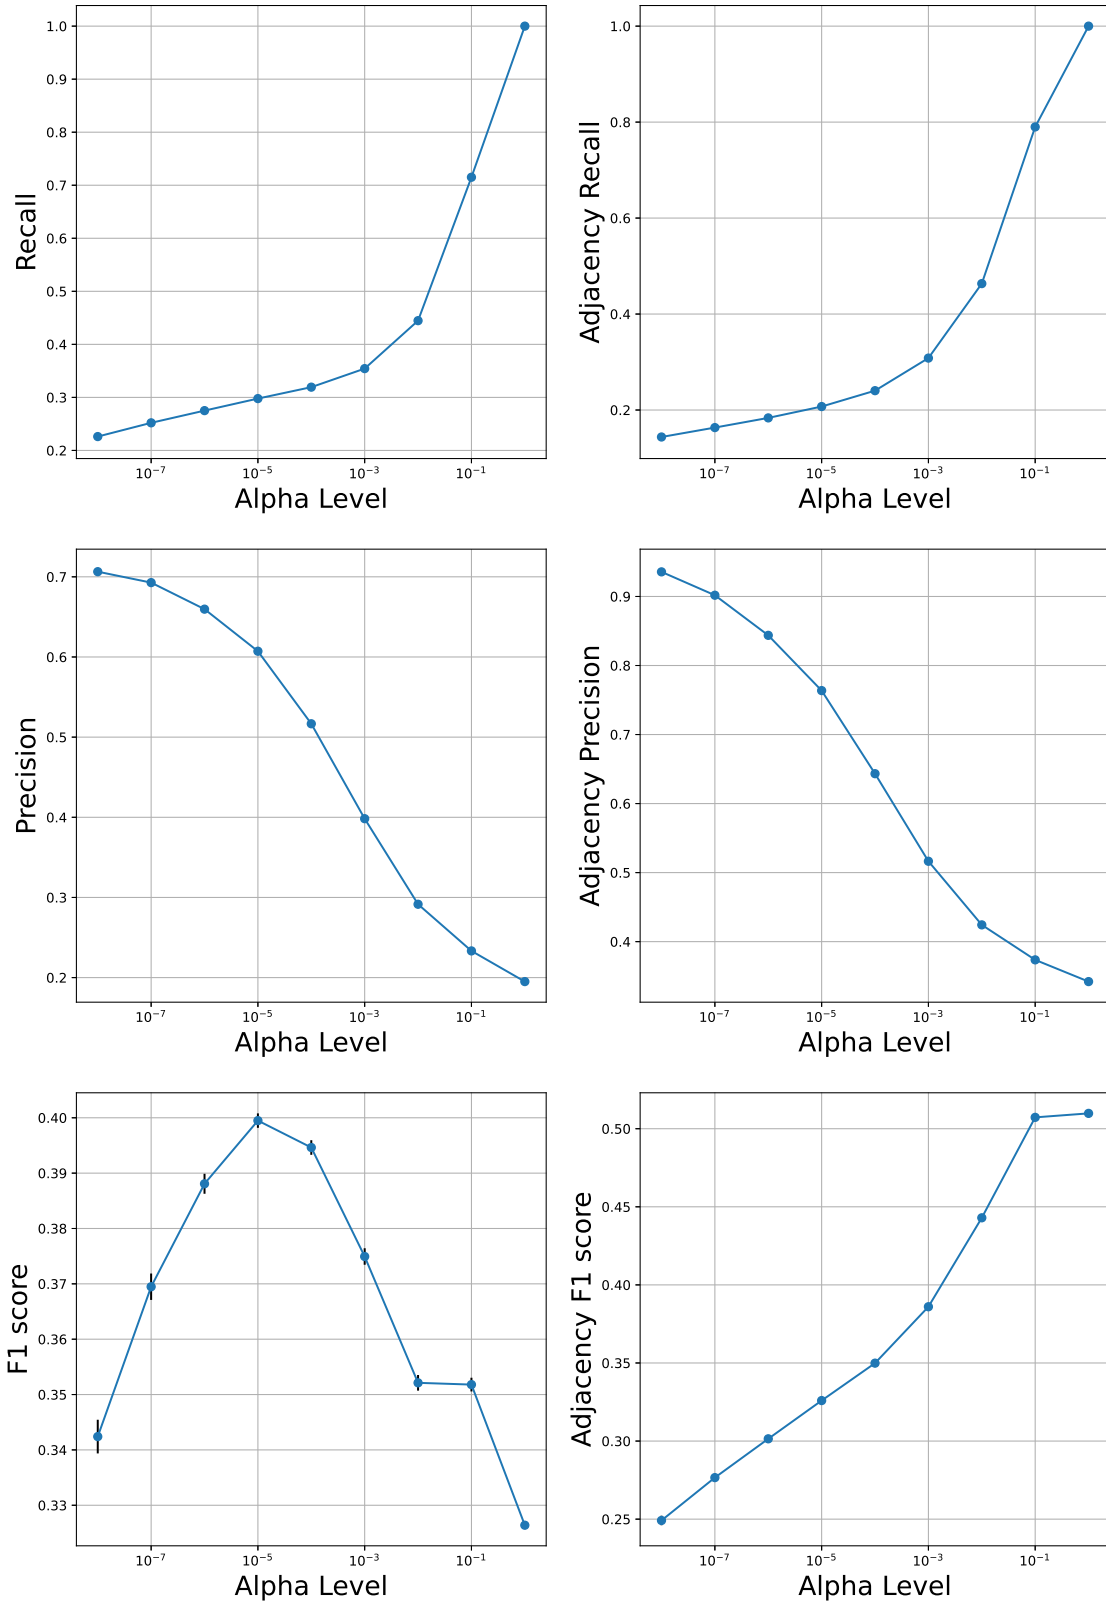 1.0
0.9
0.8
0.7
0.6
0.5
0.4
0.3
0.2
Recall
10⁻⁷ 10⁻⁵ 10⁻³ 10⁻¹
Alpha Level
1.0
0.8
0.6
0.4
0.2
Adjacency Recall
10⁻⁷ 10⁻⁵ 10⁻³ 10⁻¹
Alpha Level
0.7
0.6
0.5
0.4
0.3
0.2
Precision
10⁻⁷ 10⁻⁵ 10⁻³ 10⁻¹
Alpha Level
0.9
0.8
0.7
0.6
0.5
0.4
Adjacency Precision
10⁻⁷ 10⁻⁵ 10⁻³ 10⁻¹
Alpha Level
0.40
0.39
0.38
0.37
0.36
0.35
0.34
0.33
F1 score
10⁻⁷ 10⁻⁵ 10⁻³ 10⁻¹
Alpha Level
0.50
0.45
0.40
0.35
0.30
0.25
Adjacency F1 score
10⁻⁷ 10⁻⁵ 10⁻³ 10⁻¹
Alpha Level